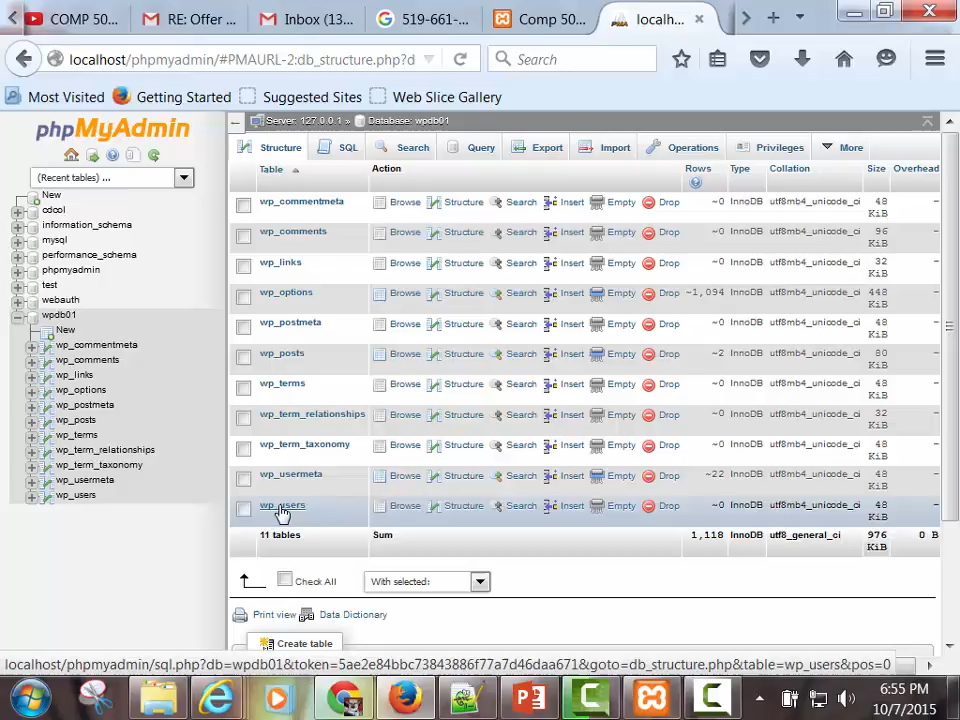 COMP 50...
RE: Offer ...
Inbox (13...
519-661-...
Comp 50...
localh...
localhost/phpmyadmin/#PMAURL-2:db_structure.php?d
Search
Most Visited
Getting Started
Suggested Sites
Web Slice Gallery
phpMyAdmin
(Recent tables) ...
New
cdcol
information_schema
mysql
performance_schema
phpmyadmin
test
webauth
wpdb01
New
wp_commentmeta
wp_comments
wp_links
wp_options
wp_postmeta
wp_posts
wp_terms
wp_term_relationships
wp_term_taxonomy
wp_usermeta
wp_users
Server: 127.0.0.1 » Database: wpdb01
Structure SQL Search Query Export Import Operations Privileges More
Table Action Rows Type Collation Size Overhead
wp_commentmeta Browse Structure Search Insert Empty Drop ~0 InnoDB utf8mb4_unicode_ci 48 KiB
wp_comments Browse Structure Search Insert Empty Drop ~0 InnoDB utf8mb4_unicode_ci 96 KiB
wp_links Browse Structure Search Insert Empty Drop ~0 InnoDB utf8mb4_unicode_ci 32 KiB
wp_options Browse Structure Search Insert Empty Drop ~1,094 InnoDB utf8mb4_unicode_ci 448 KiB
wp_postmeta Browse Structure Search Insert Empty Drop ~0 InnoDB utf8mb4_unicode_ci 48 KiB
wp_posts Browse Structure Search Insert Empty Drop ~2 InnoDB utf8mb4_unicode_ci 80 KiB
wp_terms Browse Structure Search Insert Empty Drop ~0 InnoDB utf8mb4_unicode_ci 48 KiB
wp_term_relationships Browse Structure Search Insert Empty Drop ~0 InnoDB utf8mb4_unicode_ci 32 KiB
wp_term_taxonomy Browse Structure Search Insert Empty Drop ~0 InnoDB utf8mb4_unicode_ci 48 KiB
wp_usermeta Browse Structure Search Insert Empty Drop ~22 InnoDB utf8mb4_unicode_ci 48 KiB
wp_users Browse Structure Search Insert Empty Drop ~0 InnoDB utf8mb4_unicode_ci 48 KiB
11 tables Sum 1,118 InnoDB utf8_general_ci 976 KiB 0 B
Check All With selected:
Print view Data Dictionary
Create table
localhost/phpmyadmin/sql.php?db=wpdb01&token=5ae2e84bbc73843886f77a7d46daa671&goto=db_structure.php&table=wp_users&pos=0
6:55 PM
10/7/2015